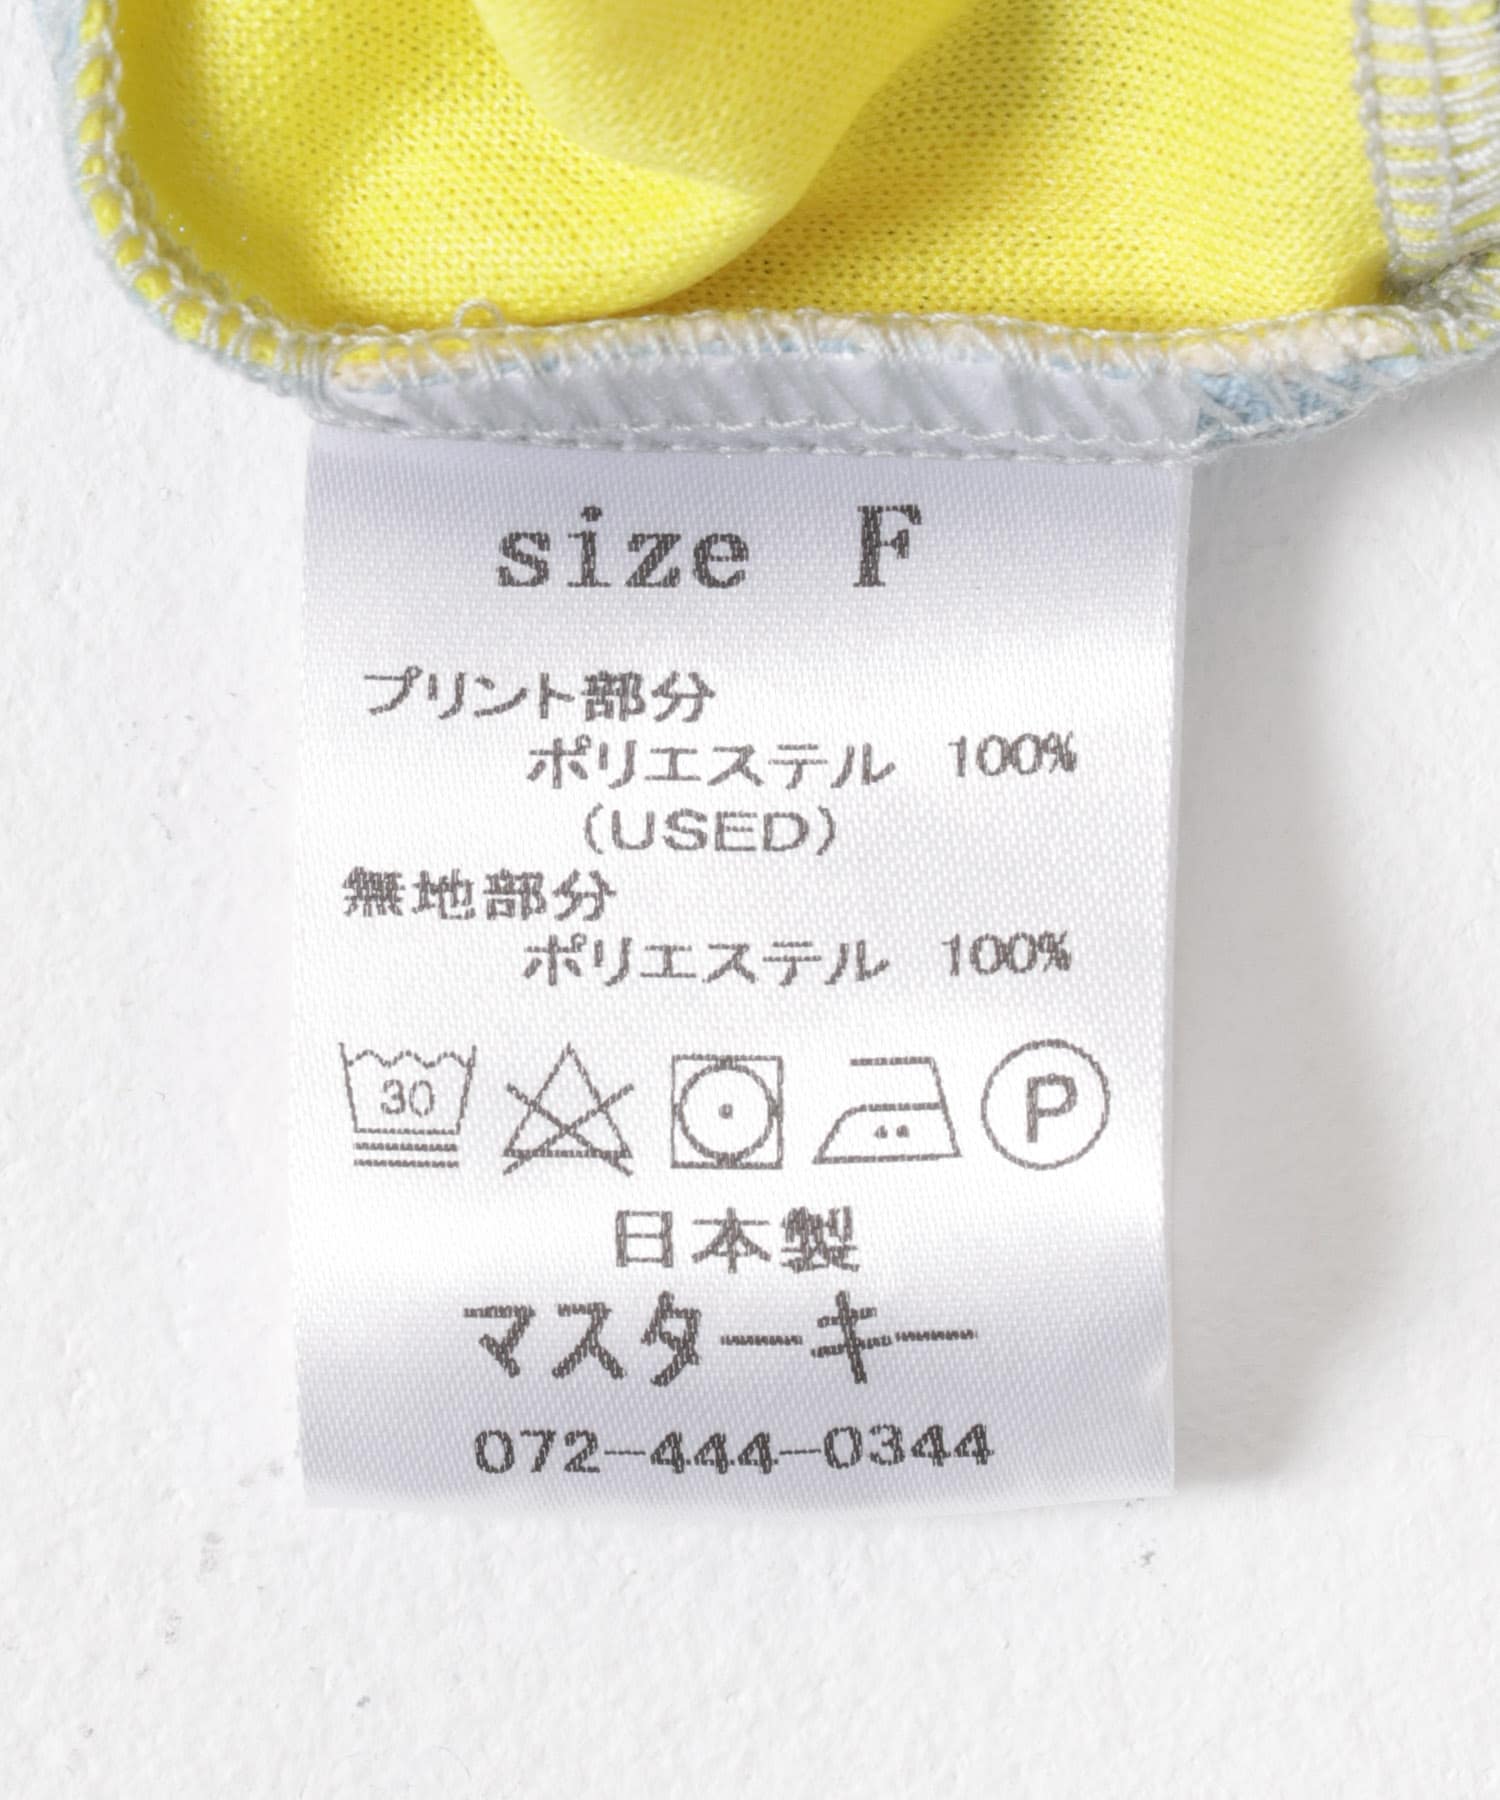 size F
プリント部分
ポリエステル 100%
(USED)
無地部分
ポリエステル 100%
30
P
日本製
マスターキー
072-444-0344